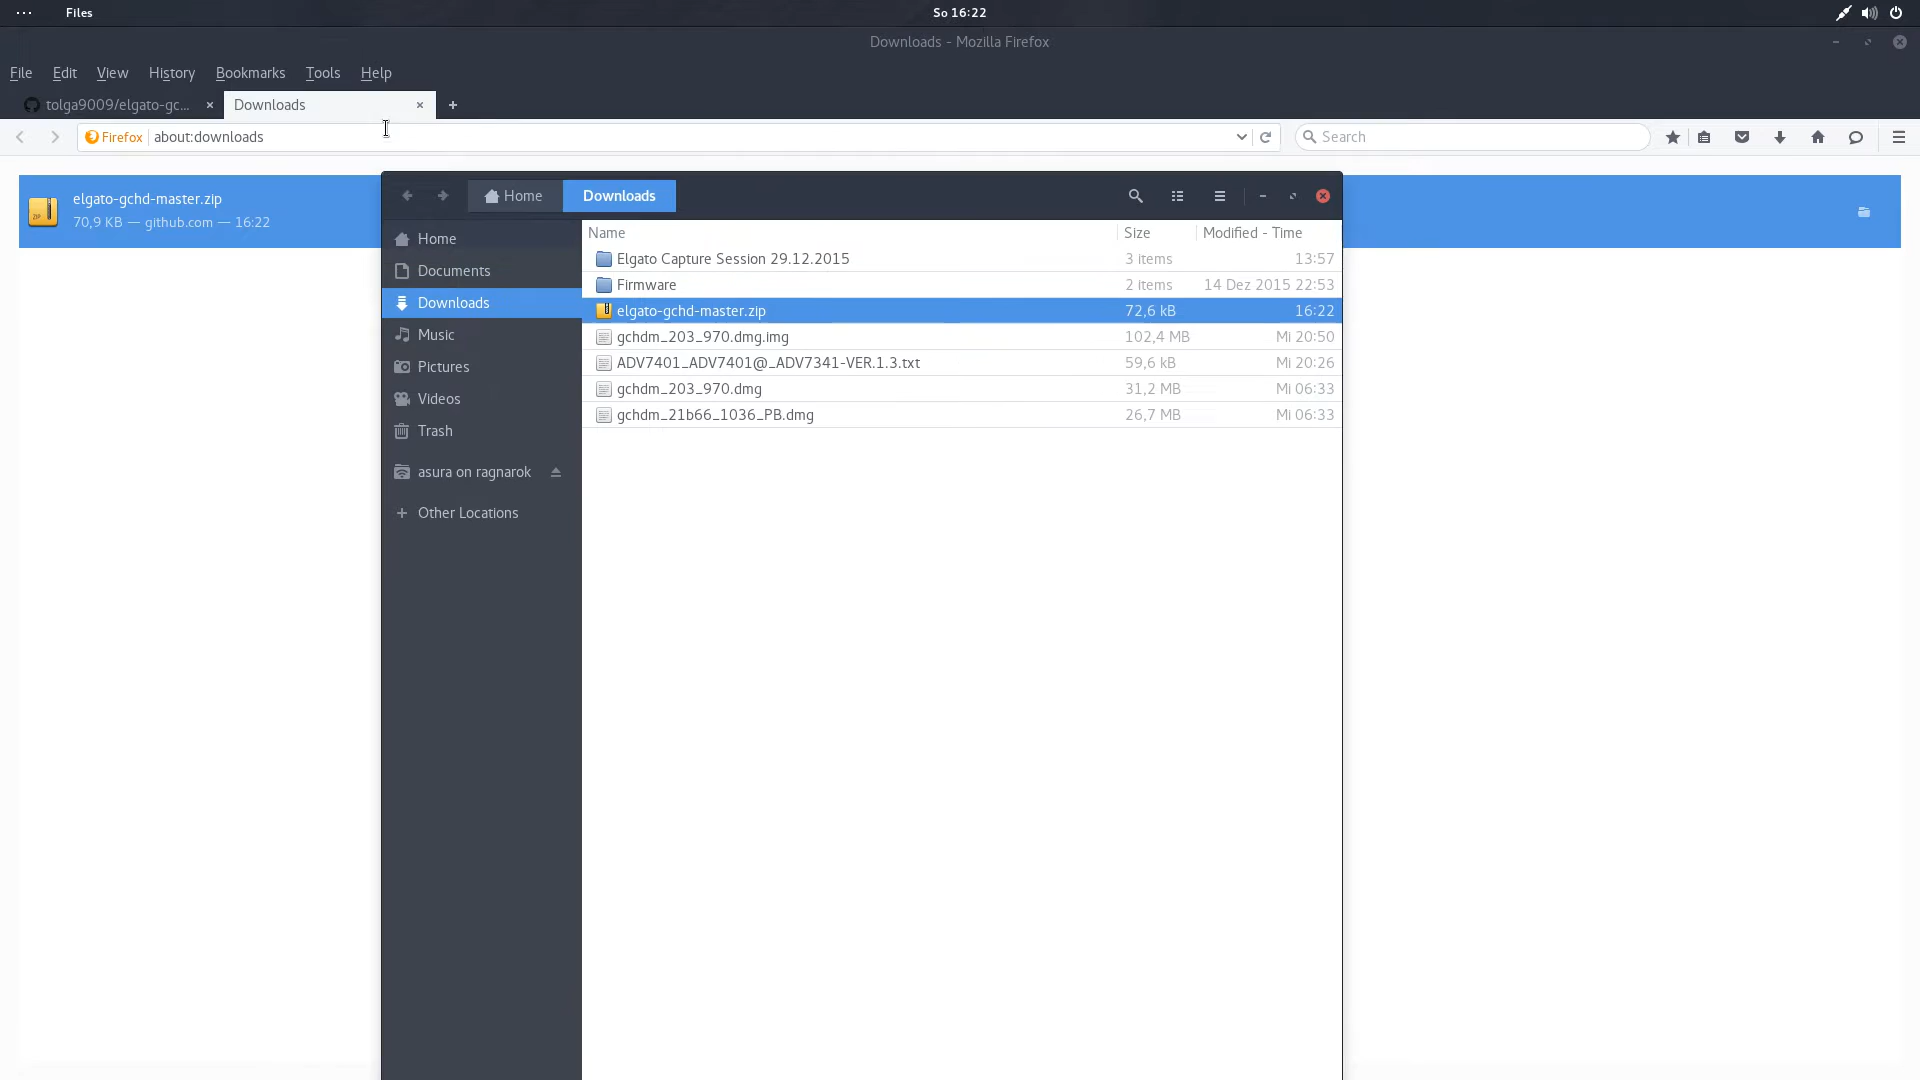 Files
So 16:22
Downloads - Mozilla Firefox
File Edit View History Bookmarks Tools Help
tolga9009/elgato-gc...
Downloads
Firefox about:downloads
Search
elgato-gchd-master.zip
70,9 KB — github.com — 16:22
Home Downloads
Home
Documents
Downloads
Music
Pictures
Videos
Trash
asura on ragnarok
Other Locations
Name Size Modified - Time
Elgato Capture Session 29.12.2015 3 items 13:57
Firmware 2 items 14 Dez 2015 22:53
elgato-gchd-master.zip 72,6 kB 16:22
gchdm_203_970.dmg.img 102,4 MB Mi 20:50
ADV7401_ADV7401@_ADV7341-VER.1.3.txt 59,6 kB Mi 20:26
gchdm_203_970.dmg 31,2 MB Mi 06:33
gchdm_21b66_1036_PB.dmg 26,7 MB Mi 06:33